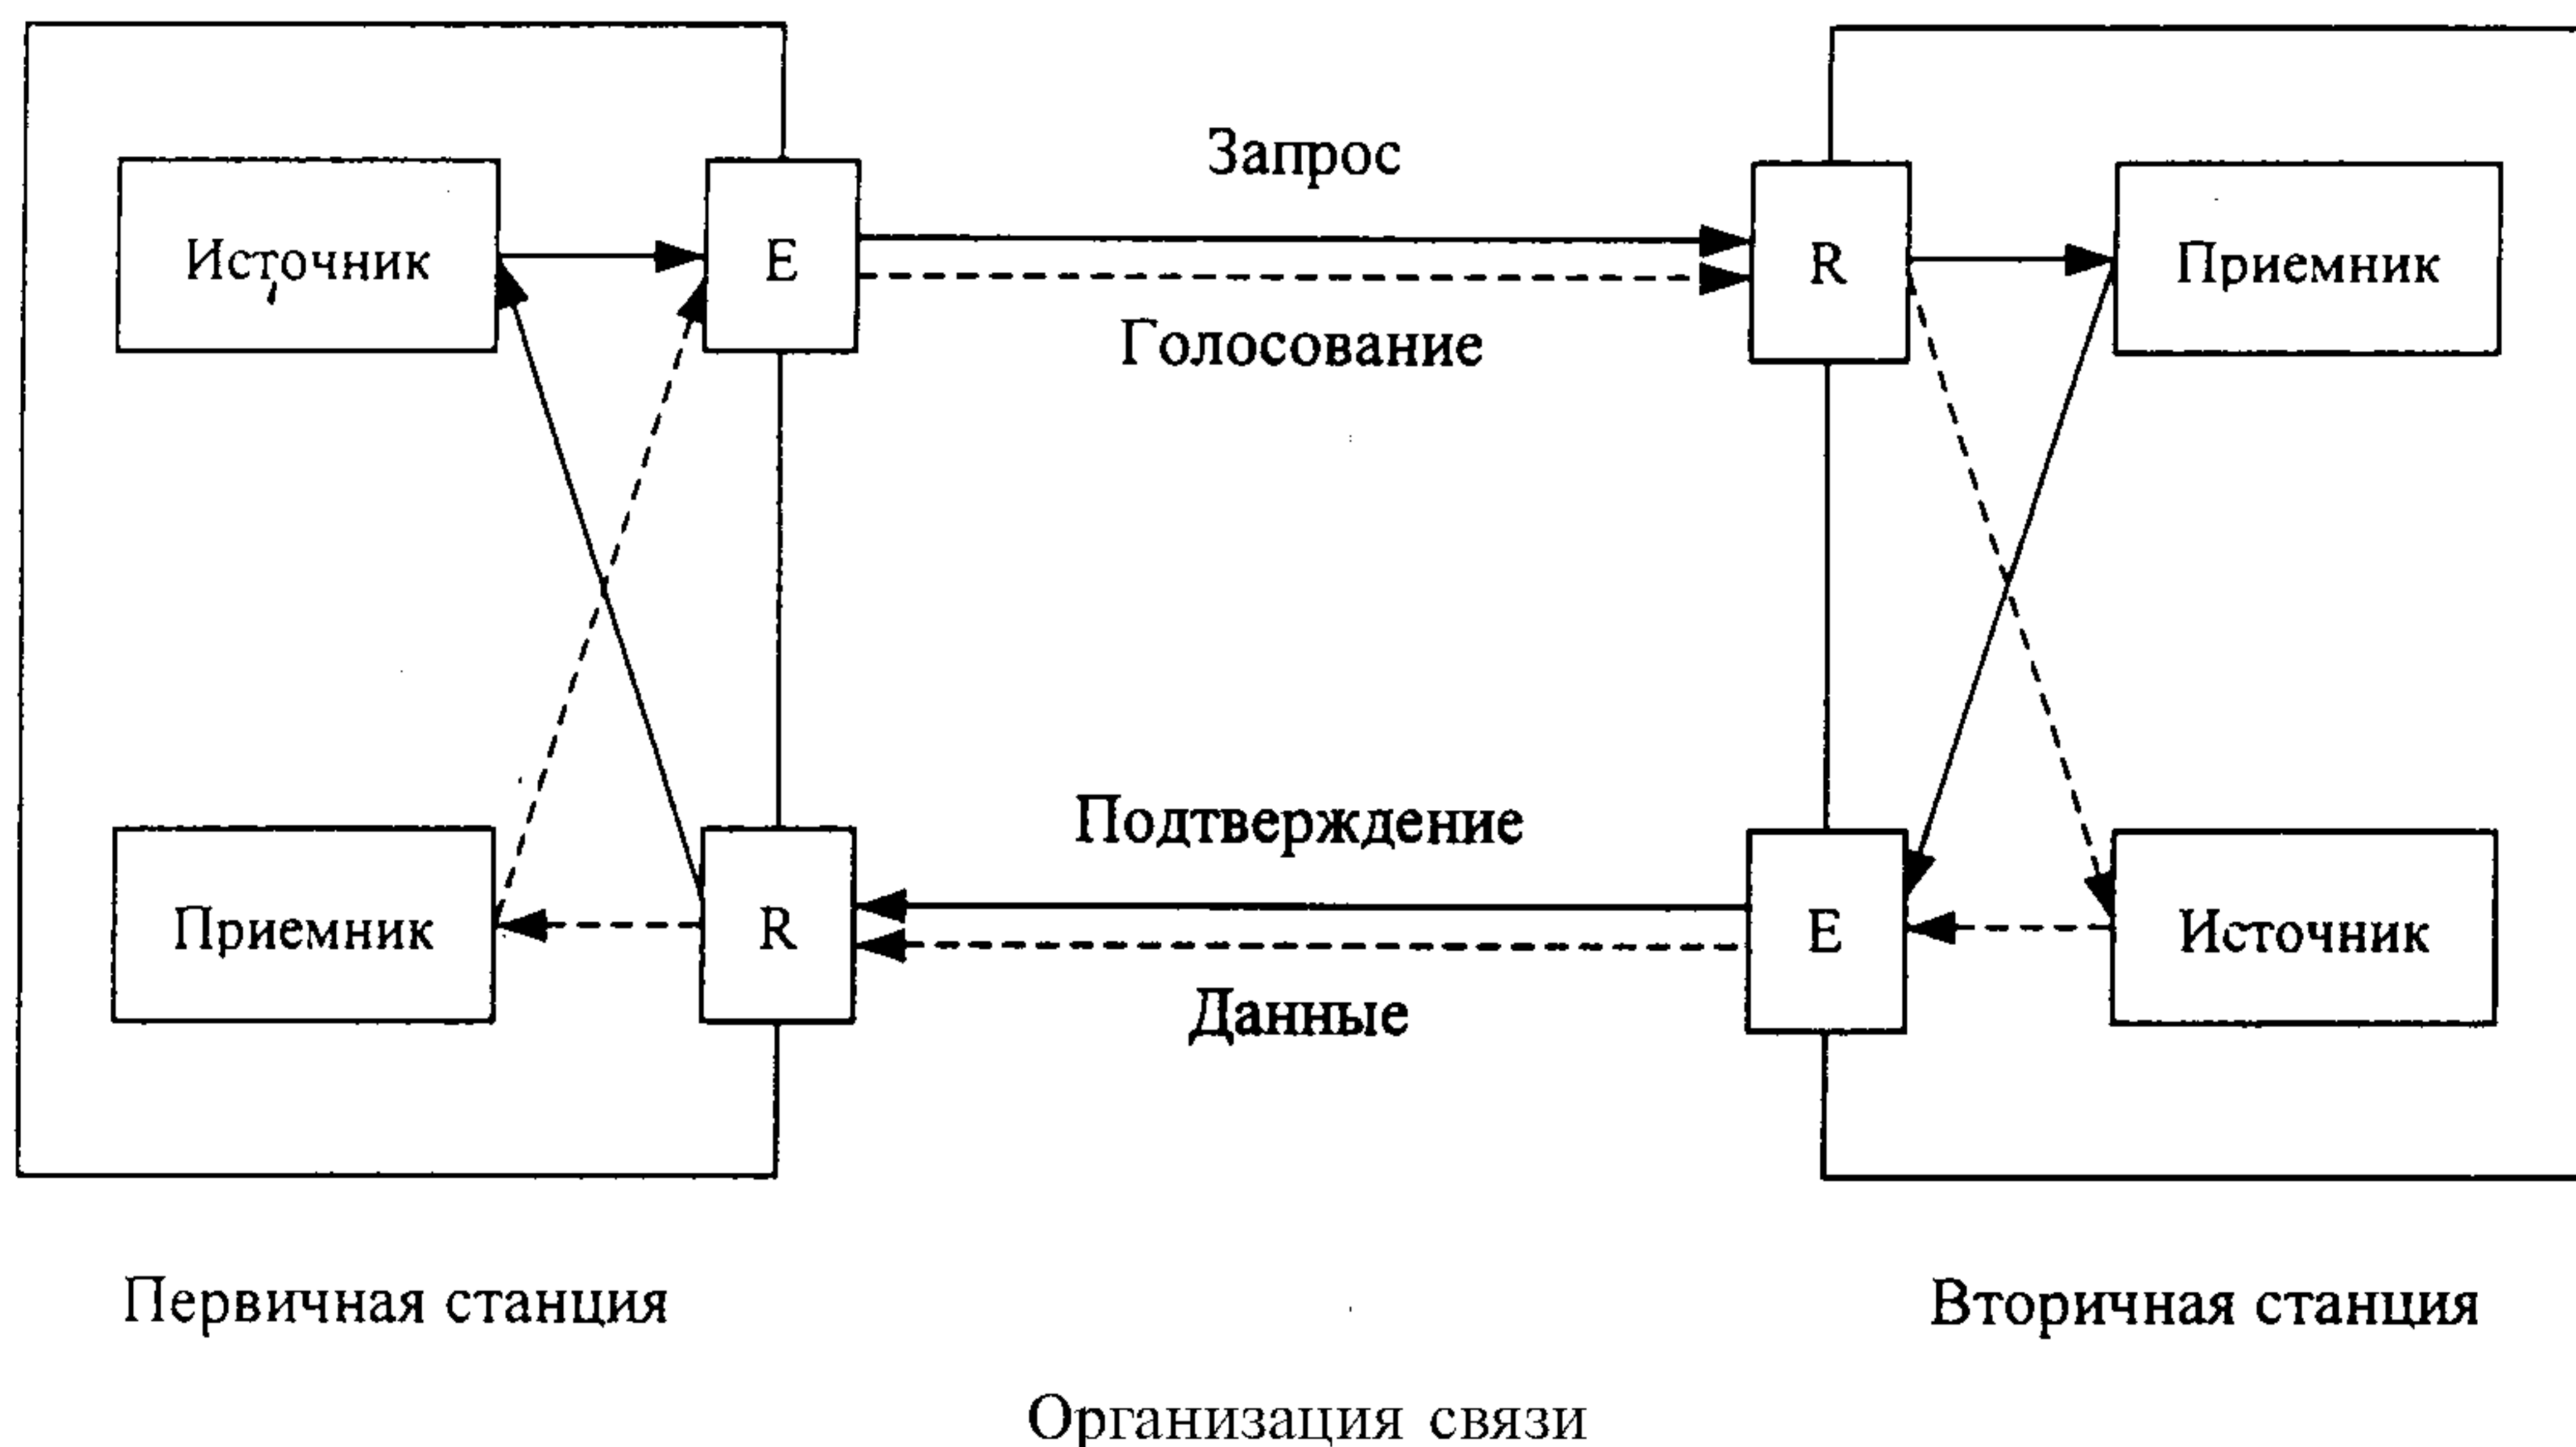 Запрос
Источник
E
R
Приемник
Голосование
Подтверждение
Приемник
R
E
Источник
Данные
Первичная станция
Вторичная станция
Организация связи